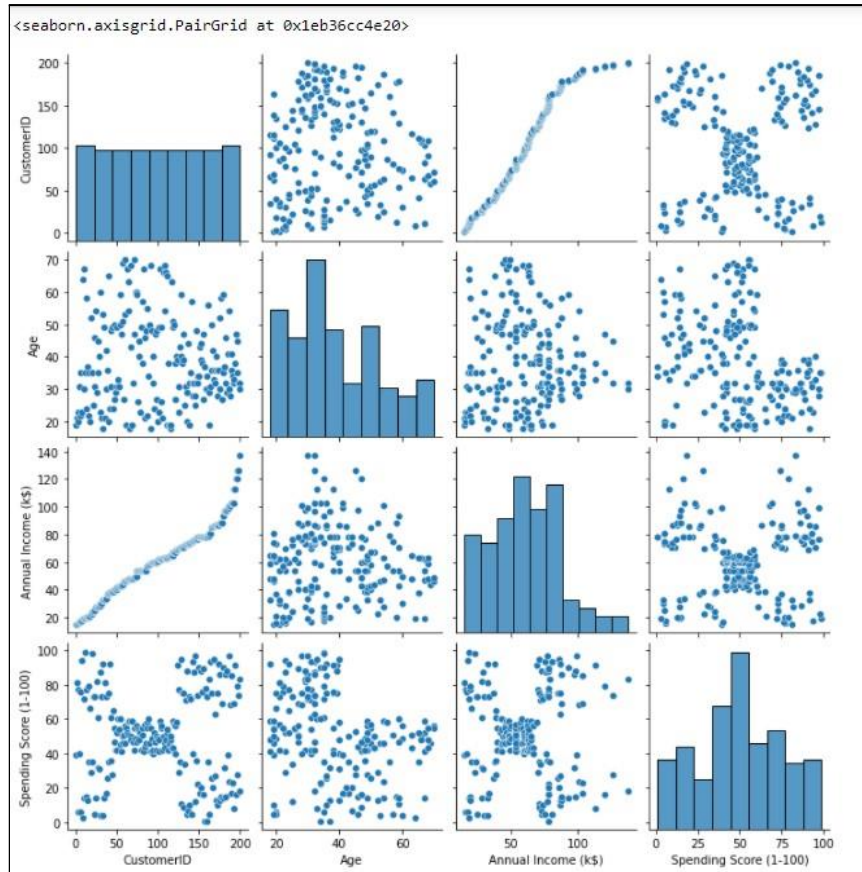 <seaborn.axisgrid.PairGrid at 0x1eb36cc4e20>
200
150
100
50
0
CustomerID
70
60
50
40
30
20
Age
140
120
100
80
60
40
20
Annual Income (k$)
100
80
60
40
20
0
Spending Score (1-100)
0 50 100 150 200
20 40 60
50 100
0 25 50 75 100
CustomerID
Age
Annual Income (k$)
Spending Score (1-100)